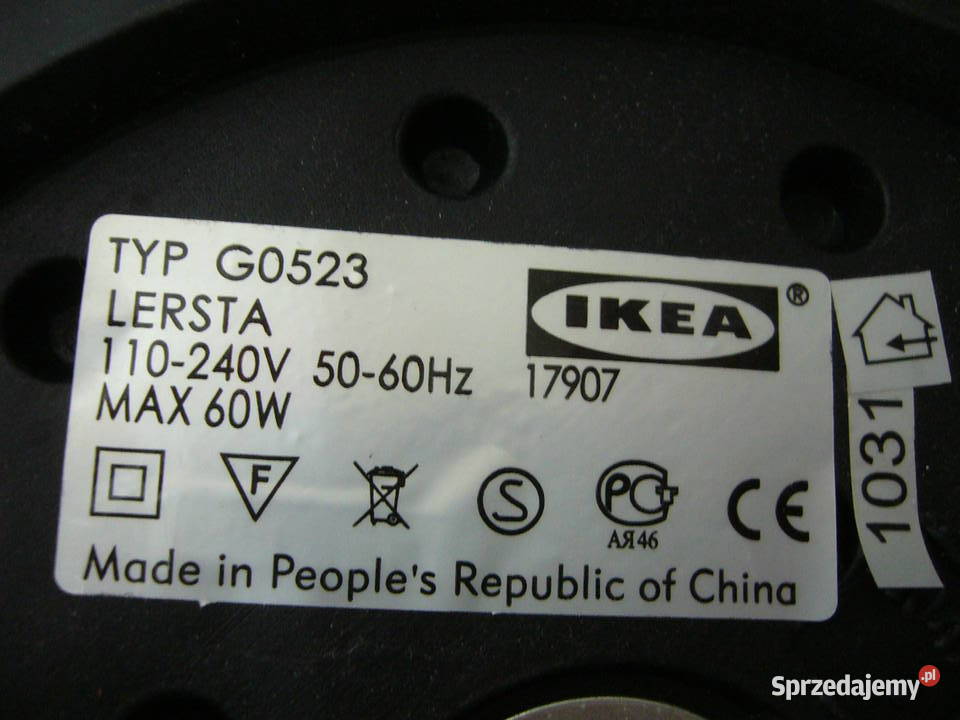 TYP G0523
LERSTA
110-240V 50-60Hz
MAX 60W
IKEA®
17907
F
S
PC
АЯ46
CE
Made in People's Republic of China
1031
Sprzedajemy.pl